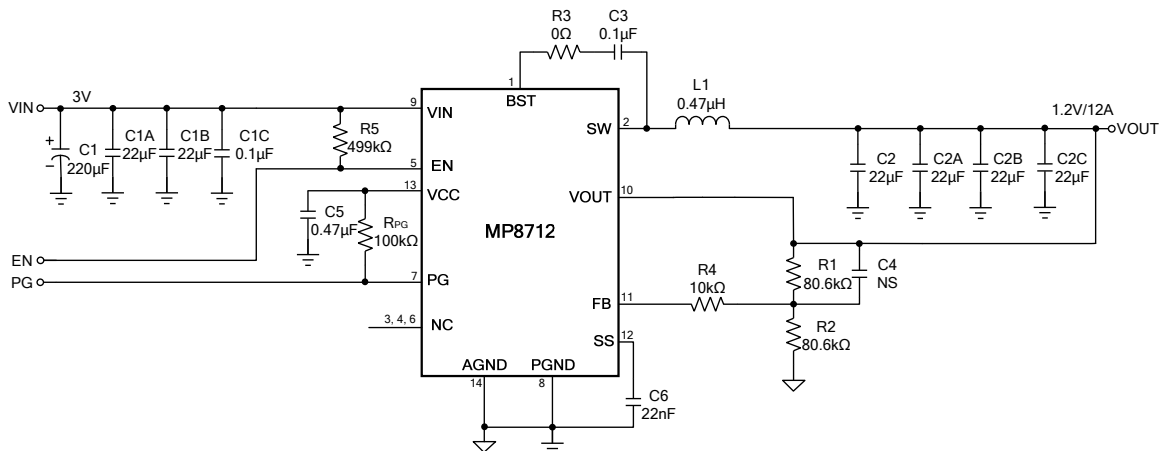 R3
0Ω
C3
0.1µF
1
BST
VIN
3V
9
VIN
+
−
C1
220µF
C1A
22µF
C1B
22µF
C1C
0.1µF
R5
499kΩ
5
EN
13
VCC
C5
0.47µF
RPG
100kΩ
EN
PG
7
PG
3, 4, 6
NC
MP8712
SW
2
L1
0.47µH
1.2V/12A
VOUT
C2
22µF
C2A
22µF
C2B
22µF
C2C
22µF
VOUT
10
R1
80.6kΩ
C4
NS
FB
11
R4
10kΩ
R2
80.6kΩ
SS
12
AGND
14
PGND
8
C6
22nF